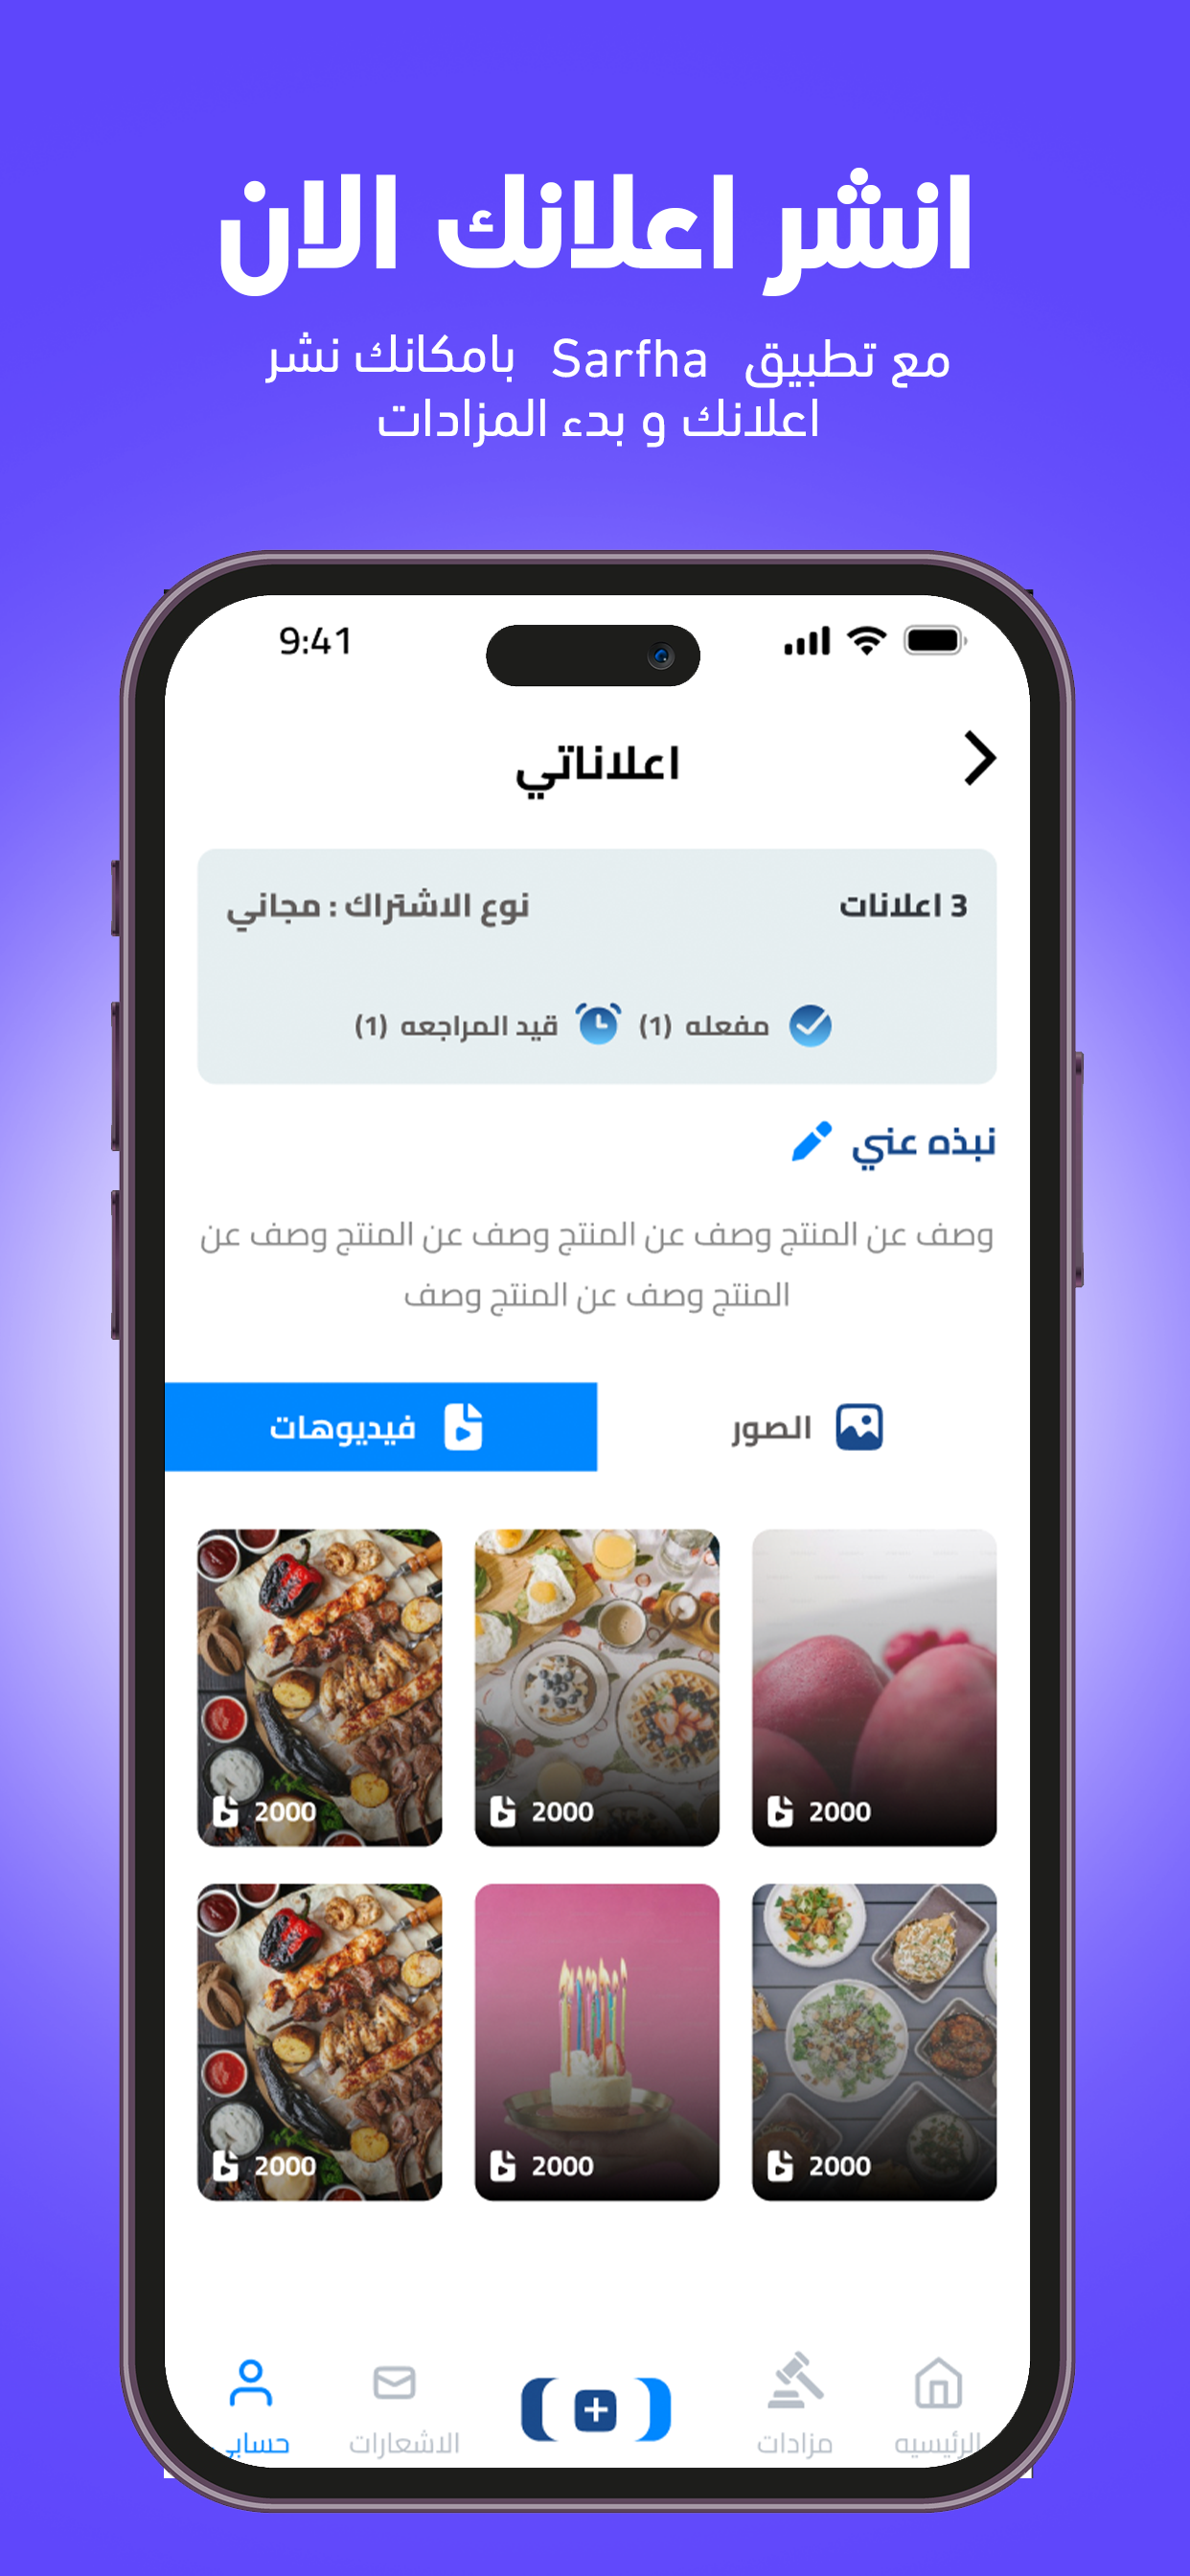 انشر اعلانك الان
مع تطبيق Sarfha بامكانك نشر
اعلانك و بدء المزادات
9:41
اعلاناتي
3 اعلانات
نوع الاشتراك : مجاني
مفعله (1)
قيد المراجعه (1)
نبذه عني
وصف عن المنتج وصف عن المنتج وصف عن المنتج وصف عن
المنتج وصف عن المنتج وصف
الصور
فيديوهات
2000
2000
2000
2000
2000
2000
الرئيسيه
مزادات
الاشعارات
حسابي